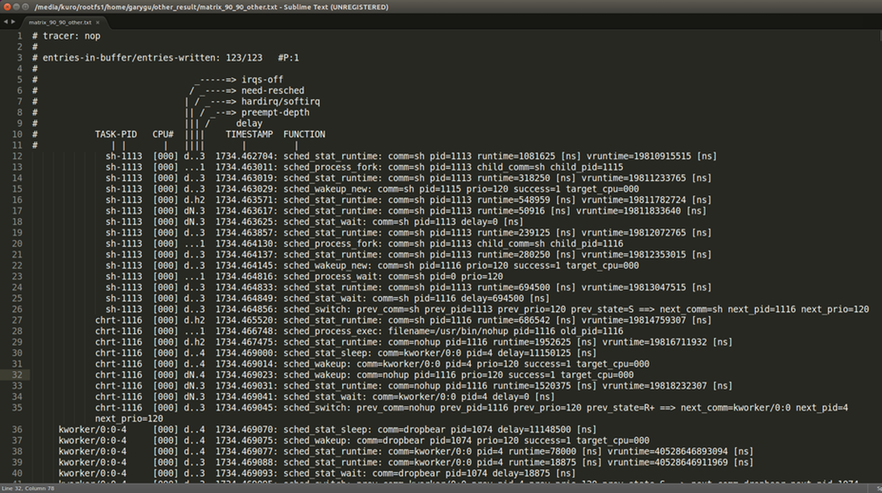 /media/kuro/rootfs1/home/garygu/other_result/matrix_90_90_other.txt - Sublime Text (UNREGISTERED)
matrix_90_90_other.txt ×
1 # tracer: nop
2 #
3 # entries-in-buffer/entries-written: 123/123   #P:1
4 #
5 #                              _-----=> irqs-off
6 #                             / _----=> need-resched
7 #                            | / _---=> hardirq/softirq
8 #                            || / _--=> preempt-depth
9 #                            ||| /     delay
10 #           TASK-PID   CPU#  ||||    TIMESTAMP  FUNCTION
11 #              | |       |   ||||       |         |
12 sh-1113  [000] d..3  1734.462704: sched_stat_runtime: comm=sh pid=1113 runtime=1081625 [ns] vruntime=19810915515 [ns]
13 sh-1113  [000] ...1  1734.463011: sched_process_fork: comm=sh pid=1113 child_comm=sh child_pid=1115
14 sh-1113  [000] d..3  1734.463019: sched_stat_runtime: comm=sh pid=1113 runtime=318250 [ns] vruntime=19811233765 [ns]
15 sh-1113  [000] d..3  1734.463029: sched_wakeup_new: comm=sh pid=1115 prio=120 success=1 target_cpu=000
16 sh-1113  [000] d.h2  1734.463571: sched_stat_runtime: comm=sh pid=1113 runtime=548959 [ns] vruntime=19811782724 [ns]
17 sh-1113  [000] dN.3  1734.463617: sched_stat_runtime: comm=sh pid=1113 runtime=50916 [ns] vruntime=19811833640 [ns]
18 sh-1113  [000] dN.3  1734.463625: sched_stat_wait: comm=sh pid=1113 delay=0 [ns]
19 sh-1113  [000] d..3  1734.463857: sched_stat_runtime: comm=sh pid=1113 runtime=239125 [ns] vruntime=19812072765 [ns]
20 sh-1113  [000] ...1  1734.464130: sched_process_fork: comm=sh pid=1113 child_comm=sh child_pid=1116
21 sh-1113  [000] d..3  1734.464137: sched_stat_runtime: comm=sh pid=1113 runtime=280250 [ns] vruntime=19812353015 [ns]
22 sh-1113  [000] d..3  1734.464145: sched_wakeup_new: comm=sh pid=1116 prio=120 success=1 target_cpu=000
23 sh-1113  [000] ...1  1734.464816: sched_process_wait: comm=sh pid=0 prio=120
24 sh-1113  [000] d..3  1734.464833: sched_stat_runtime: comm=sh pid=1113 runtime=694500 [ns] vruntime=19813047515 [ns]
25 sh-1113  [000] d..3  1734.464849: sched_stat_wait: comm=sh pid=1116 delay=694500 [ns]
26 sh-1113  [000] d..3  1734.464856: sched_switch: prev_comm=sh prev_pid=1113 prev_prio=120 prev_state=S ==> next_comm=sh next_pid=1116 next_prio=120
27 chrt-1116  [000] d.h2  1734.465520: sched_stat_runtime: comm=sh pid=1116 runtime=686542 [ns] vruntime=19814759307 [ns]
28 chrt-1116  [000] ...1  1734.466748: sched_process_exec: filename=/usr/bin/nohup pid=1116 old_pid=1116
29 chrt-1116  [000] d.h2  1734.467475: sched_stat_runtime: comm=nohup pid=1116 runtime=1952625 [ns] vruntime=19816711932 [ns]
30 chrt-1116  [000] d..4  1734.469000: sched_stat_sleep: comm=kworker/0:0 pid=4 delay=11150125 [ns]
31 chrt-1116  [000] d..4  1734.469014: sched_wakeup: comm=kworker/0:0 pid=4 prio=120 success=1 target_cpu=000
32 chrt-1116  [000] dN.4  1734.469023: sched_wakeup: comm=nohup pid=1116 prio=120 success=1 target_cpu=000
33 chrt-1116  [000] dN.3  1734.469031: sched_stat_runtime: comm=nohup pid=1116 runtime=1520375 [ns] vruntime=19818232307 [ns]
34 chrt-1116  [000] dN.3  1734.469041: sched_stat_wait: comm=kworker/0:0 pid=4 delay=0 [ns]
35 chrt-1116  [000] d..3  1734.469045: sched_switch: prev_comm=nohup prev_pid=1116 prev_prio=120 prev_state=R+ ==> next_comm=kworker/0:0 next_pid=4
next_prio=120
36 kworker/0:0-4     [000] d..4  1734.469070: sched_stat_sleep: comm=dropbear pid=1074 delay=11148500 [ns]
37 kworker/0:0-4     [000] d..4  1734.469075: sched_wakeup: comm=dropbear pid=1074 prio=120 success=1 target_cpu=000
38 kworker/0:0-4     [000] d..4  1734.469077: sched_stat_runtime: comm=kworker/0:0 pid=4 runtime=78000 [ns] vruntime=40528646893094 [ns]
39 kworker/0:0-4     [000] d..3  1734.469088: sched_stat_runtime: comm=kworker/0:0 pid=4 runtime=18875 [ns] vruntime=40528646911969 [ns]
40 kworker/0:0-4     [000] d..3  1734.469093: sched_stat_wait: comm=dropbear pid=1074 delay=18875 [ns]
Line 32, Column 78